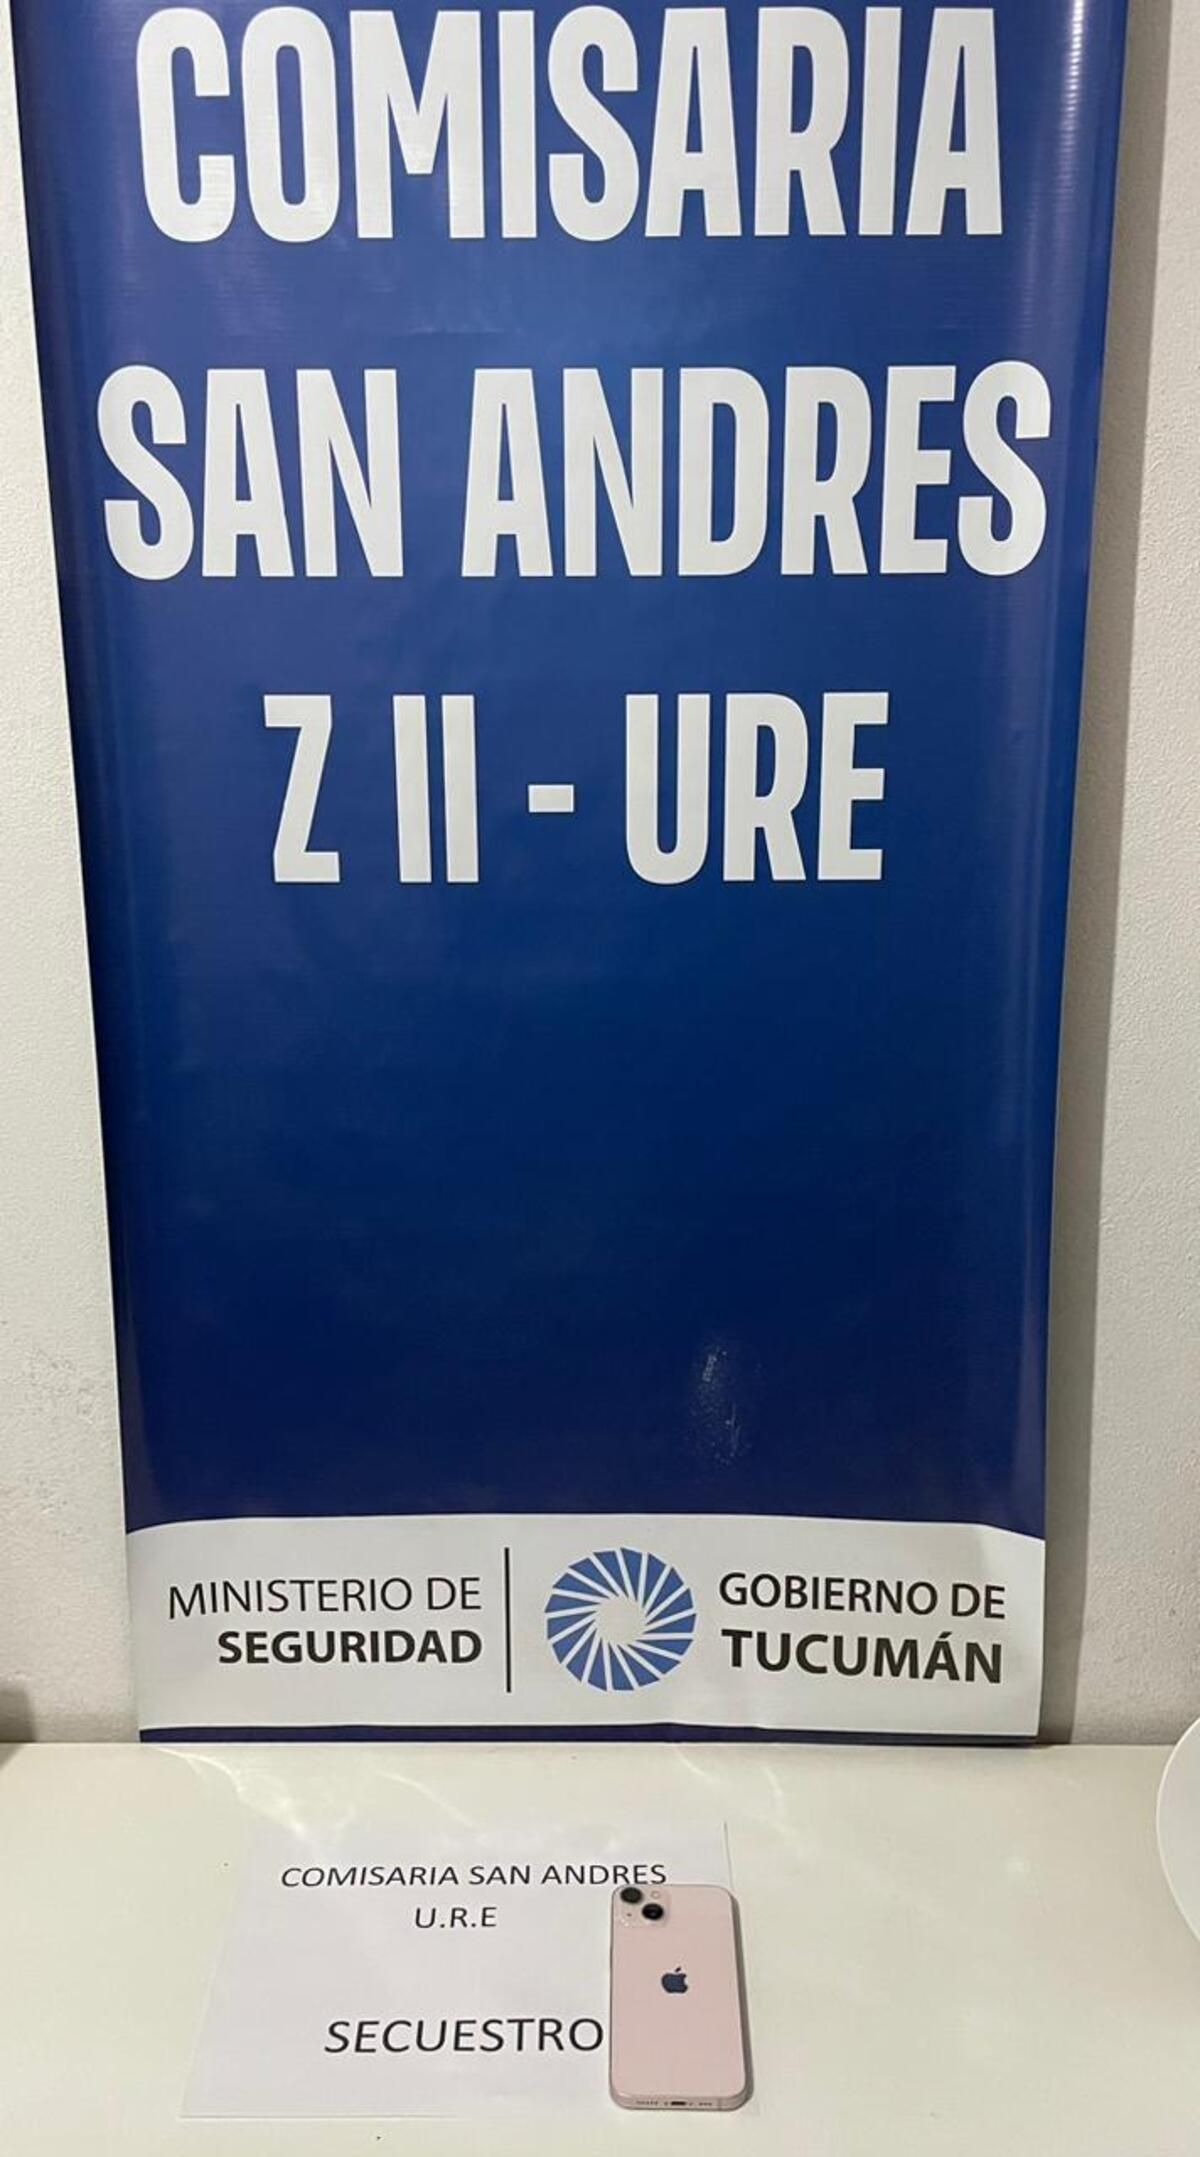 COMISARIA
SAN ANDRES
Z II - URE
MINISTERIO DE
SEGURIDAD
GOBIERNO DE
TUCUMÁN
COMISARIA SAN ANDRES
U.R.E
SECUESTRO